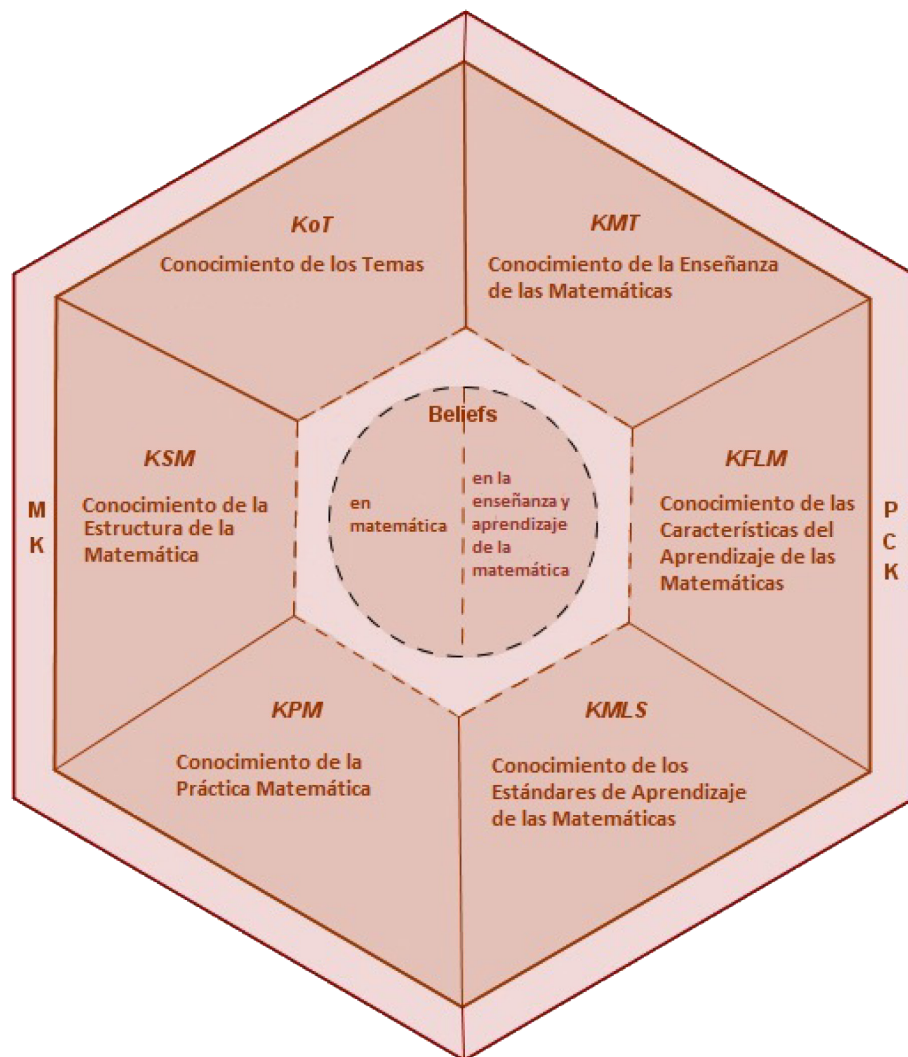 KoT
Conocimiento de los Temas
KMT
Conocimiento de la Enseñanza
de las Matemáticas
Beliefs
en
matemática
en la
enseñanza y
aprendizaje
de la
matemática
KSM
Conocimiento de la
Estructura de la
Matemática
M
K
KFLM
Conocimiento de las
Características del
Aprendizaje de las
Matemáticas
P
C
K
KPM
Conocimiento de la
Práctica Matemática
KMLS
Conocimiento de los
Estándares de Aprendizaje
de las Matemáticas